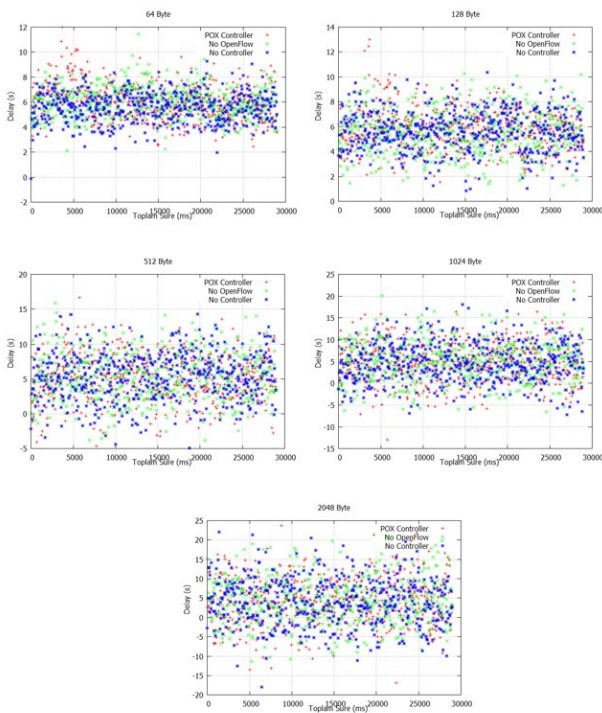 64 Byte
POX Controller
No OpenFlow
No Controller
Delay (s)
12
10
8
6
4
2
0
-2
0 5000 10000 15000 20000 25000 30000
Toplam Sure (ms)
128 Byte
POX Controller
No OpenFlow
No Controller
Delay (s)
14
12
10
8
6
4
2
0
0 5000 10000 15000 20000 25000 30000
Toplam Sure (ms)
512 Byte
POX Controller
No OpenFlow
No Controller
Delay (s)
20
15
10
5
0
-5
0 5000 10000 15000 20000 25000 30000
Toplam Sure (ms)
1024 Byte
POX Controller
No OpenFlow
No Controller
Delay (s)
25
20
15
10
5
0
-5
-10
-15
0 5000 10000 15000 20000 25000 30000
Toplam Sure (ms)
2048 Byte
POX Controller
No OpenFlow
No Controller
Delay (s)
25
20
15
10
5
0
-5
-10
-15
-20
0 5000 10000 15000 20000 25000 30000
Toplam Sure (ms)